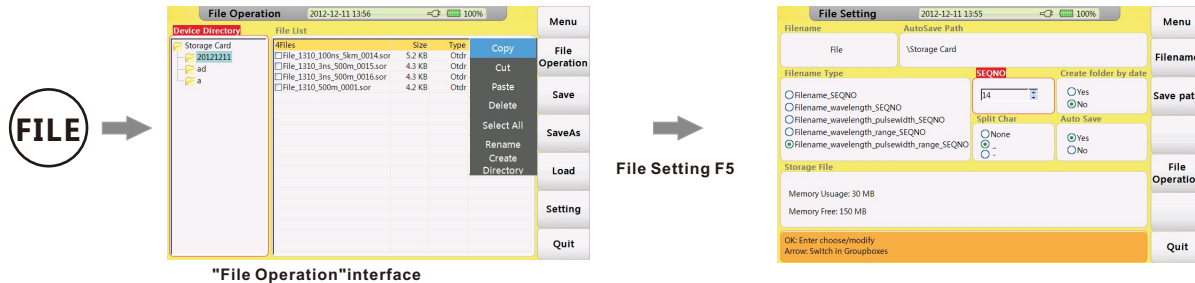 FILE
File Operation 2012-12-11 13:56 100%
Device Directory
Storage Card
20121211
ad
a
File List
4Files Size Type
File_1310_100ns_5km_0014.sor 5.2 KB Otdr
File_1310_3ns_500m_0015.sor 4.3 KB Otdr
File_1310_3ns_500m_0016.sor 4.3 KB Otdr
File_1310_500m_0001.sor 4.2 KB Otdr
Copy
Cut
Paste
Delete
Select All
Rename
Create
Directory
Menu
File
Operation
Save
SaveAs
Load
Setting
Quit
"File Operation"interface
File Setting F5
File Setting 2012-12-11 13:55 100%
Filename AutoSave Path
File \Storage Card
Filename Type
Filename_SEQNO
Filename_wavelength_SEQNO
Filename_wavelength_pulsewidth_SEQNO
Filename_wavelength_range_SEQNO
Filename_wavelength_pulsewidth_range_SEQNO
SEQNO
14
Split Char
None
_
-
Create folder by date
Yes
No
Auto Save
Yes
No
Storage File
Memory Usuage: 30 MB
Memory Free: 150 MB
OK: Enter choose/modify
Arrow: Switch in Groupboxes
Menu
Filename
Save pat
File
Operatio
Quit